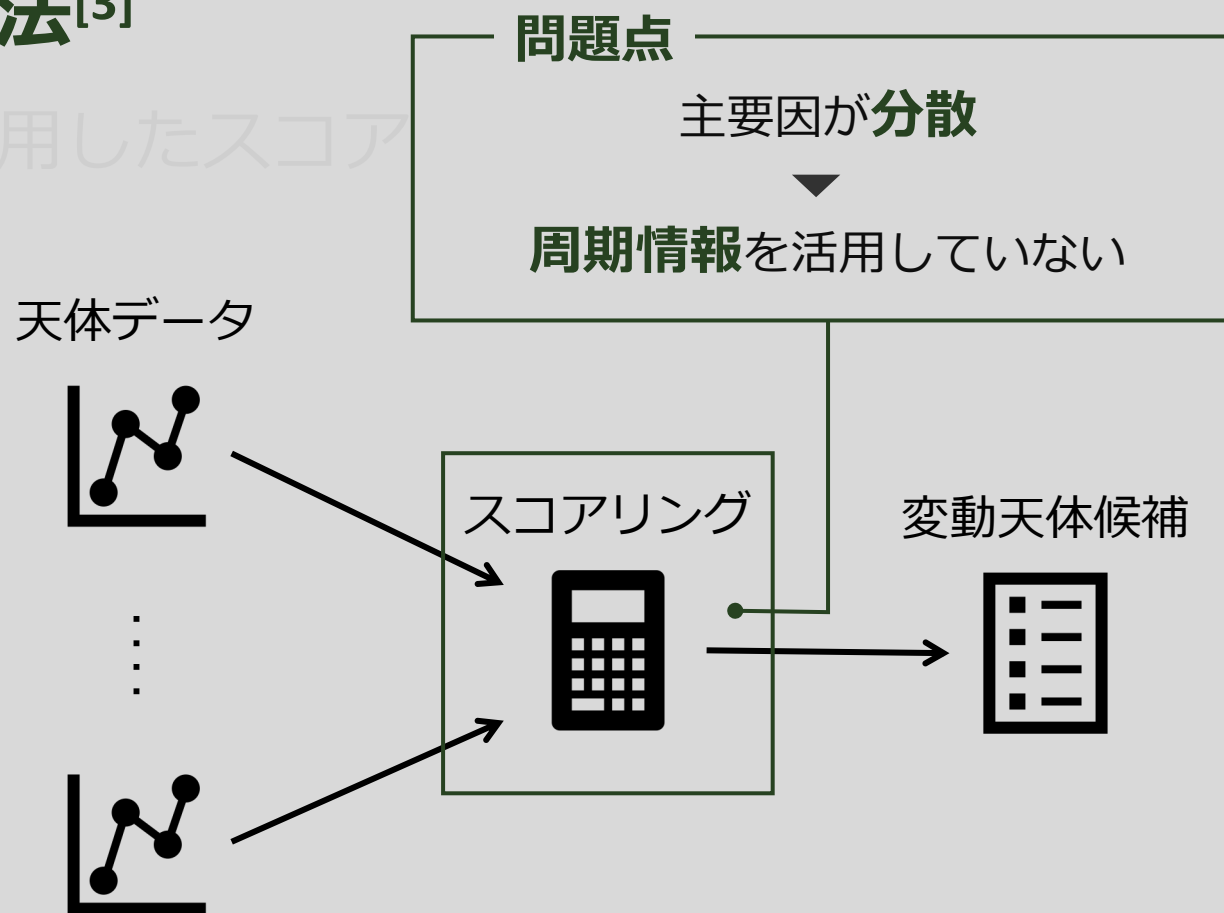 法[3]
用したスコア
問題点
主要因が分散
周期情報を活用していない
天体データ
スコアリング
変動天体候補